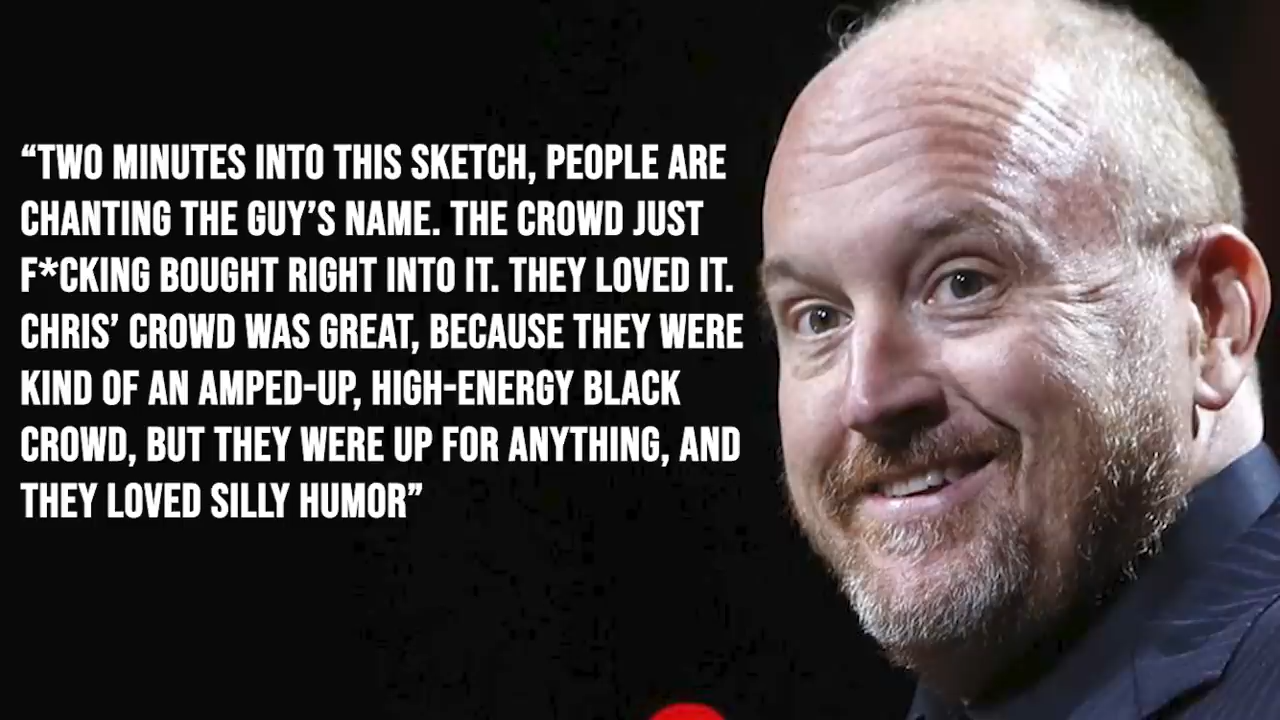 “TWO MINUTES INTO THIS SKETCH, PEOPLE ARE
CHANTING THE GUY’S NAME. THE CROWD JUST
F*CKING BOUGHT RIGHT INTO IT. THEY LOVED IT.
CHRIS’ CROWD WAS GREAT, BECAUSE THEY WERE
KIND OF AN AMPED-UP, HIGH-ENERGY BLACK
CROWD, BUT THEY WERE UP FOR ANYTHING, AND
THEY LOVED SILLY HUMOR”